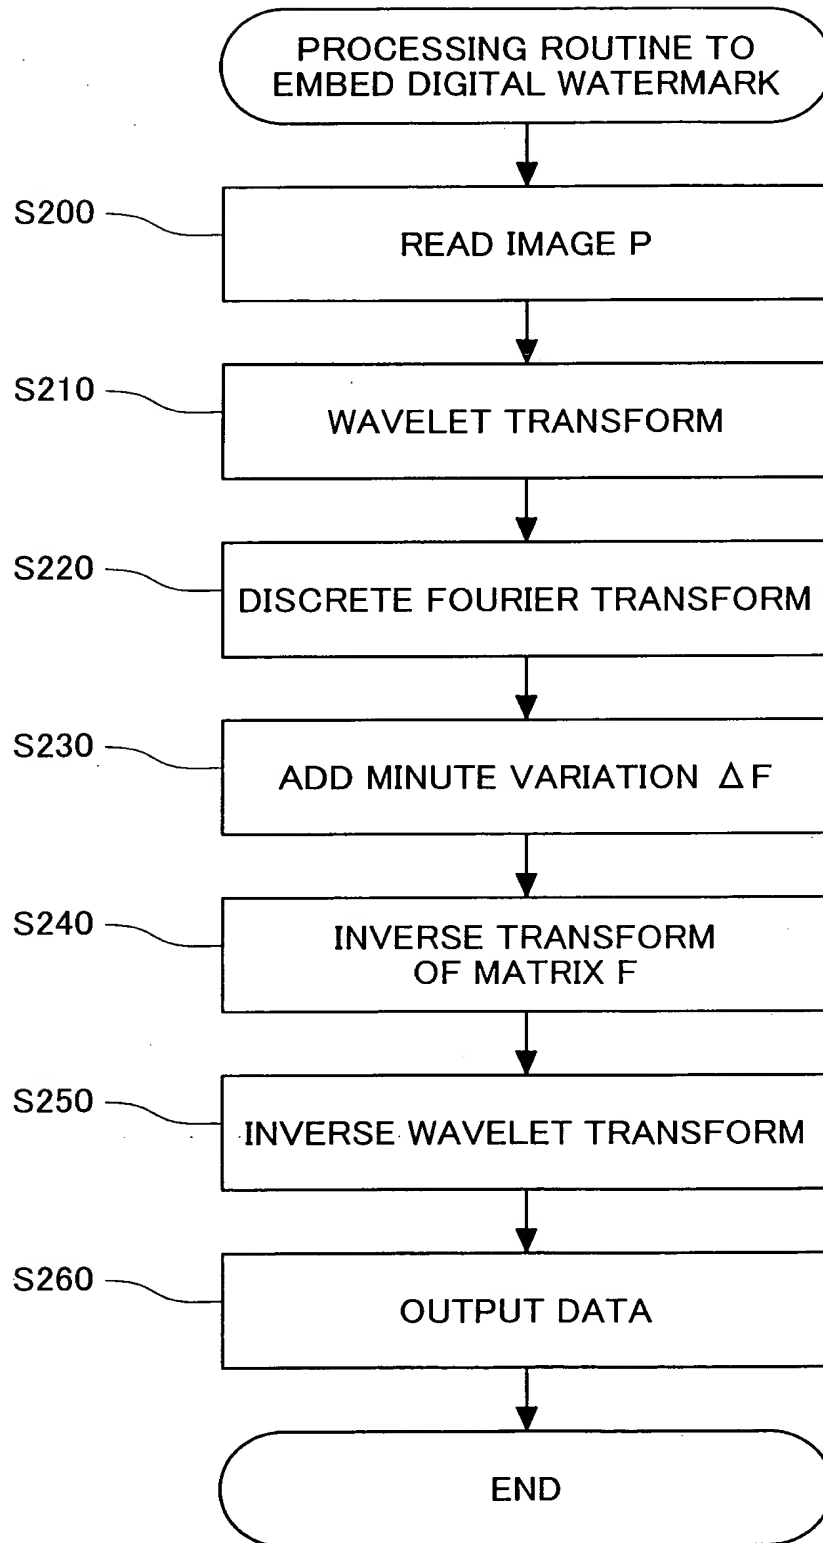 PROCESSING ROUTINE TO
EMBED DIGITAL WATERMARK
S200
READ IMAGE P
S210
WAVELET TRANSFORM
S220
DISCRETE FOURIER TRANSFORM
S230
ADD MINUTE VARIATION ΔF
S240
INVERSE TRANSFORM
OF MATRIX F
S250
INVERSE WAVELET TRANSFORM
S260
OUTPUT DATA
END